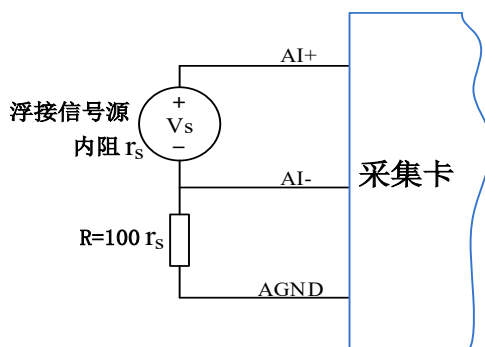 AI+
浮接信号源
+
Vs
−
内阻 rs
AI-
采集卡
R=100 rs
AGND